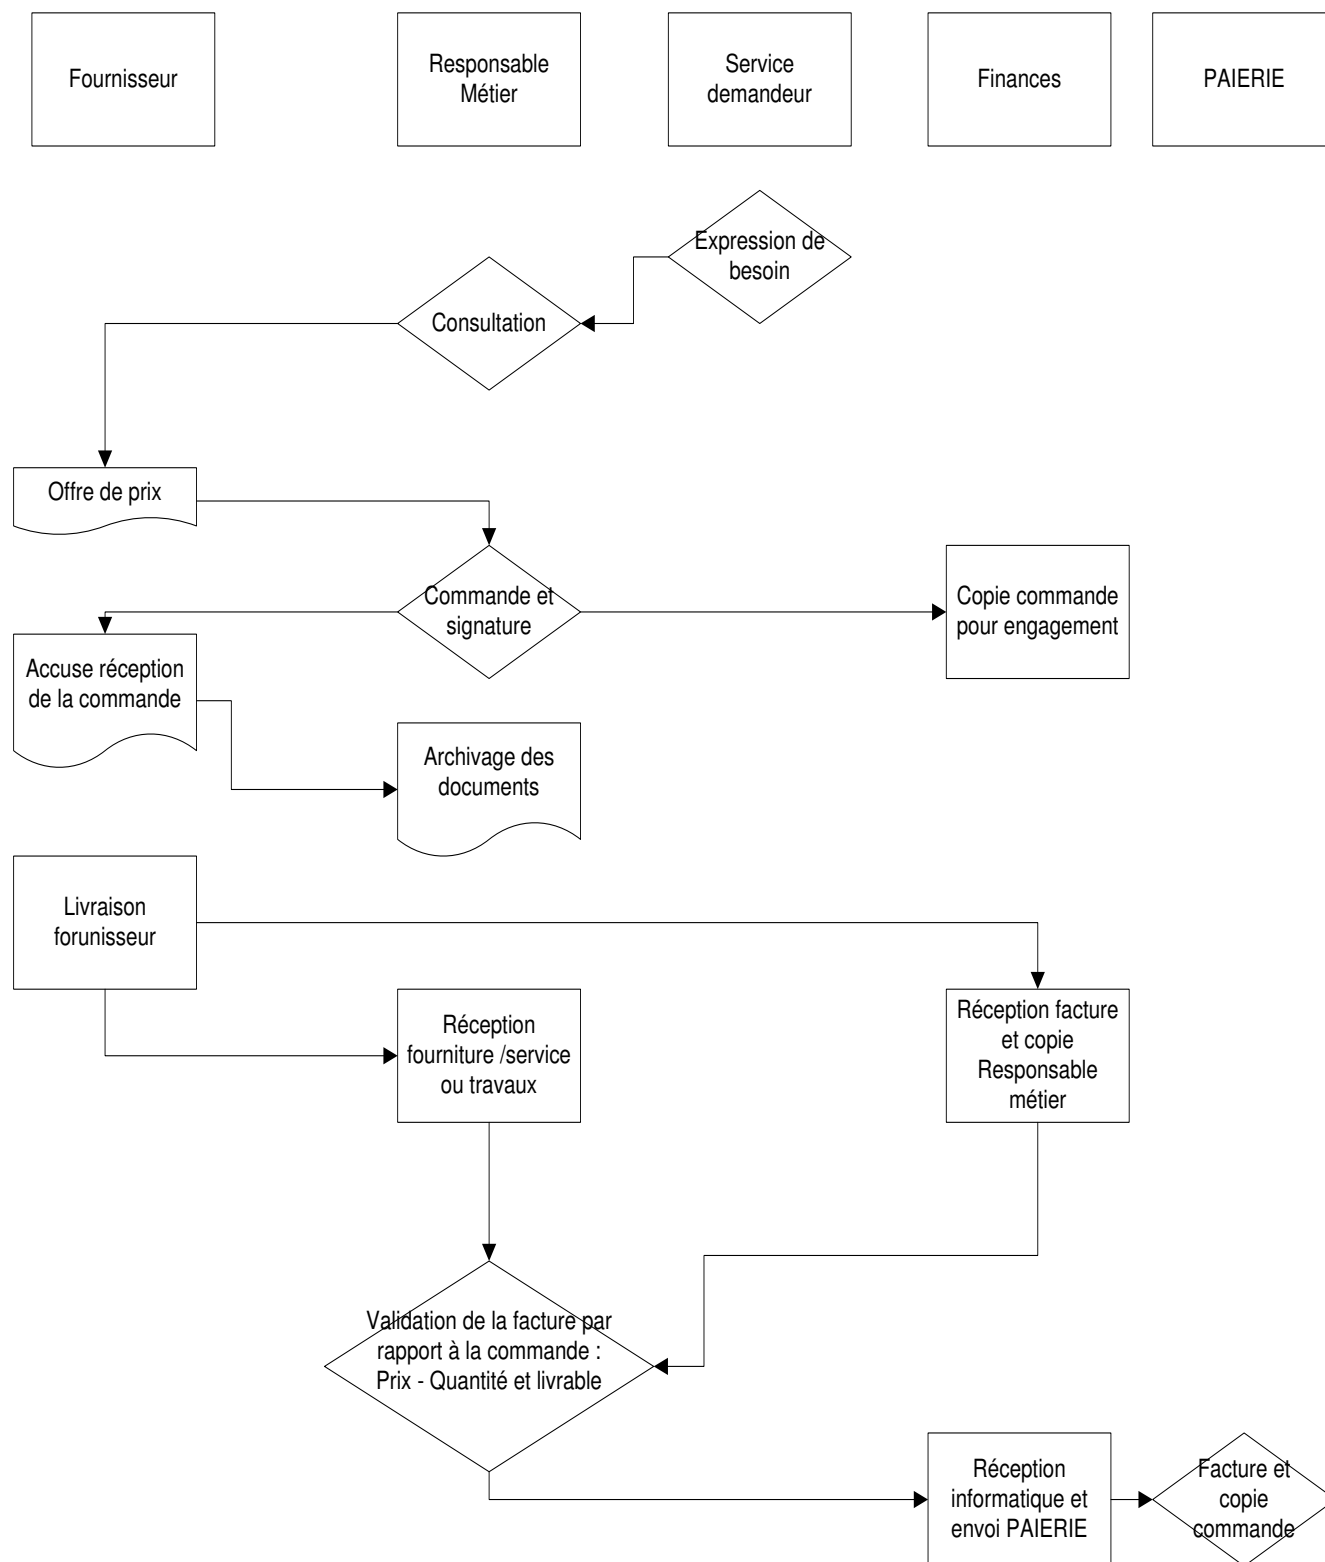 Fournisseur
Responsable
Métier
Service
demandeur
Finances
PAIERIE
Expression de
besoin
Consultation
Offre de prix
Commande et
signature
Copie commande
pour engagement
Accuse réception
de la commande
Archivage des
documents
Livraison
forunisseur
Réception
fourniture /service
ou travaux
Réception facture
et copie
Responsable
métier
Validation de la facture par
rapport à la commande :
Prix - Quantité et livrable
Réception
informatique et
envoi PAIERIE
Facture et
copie
commande